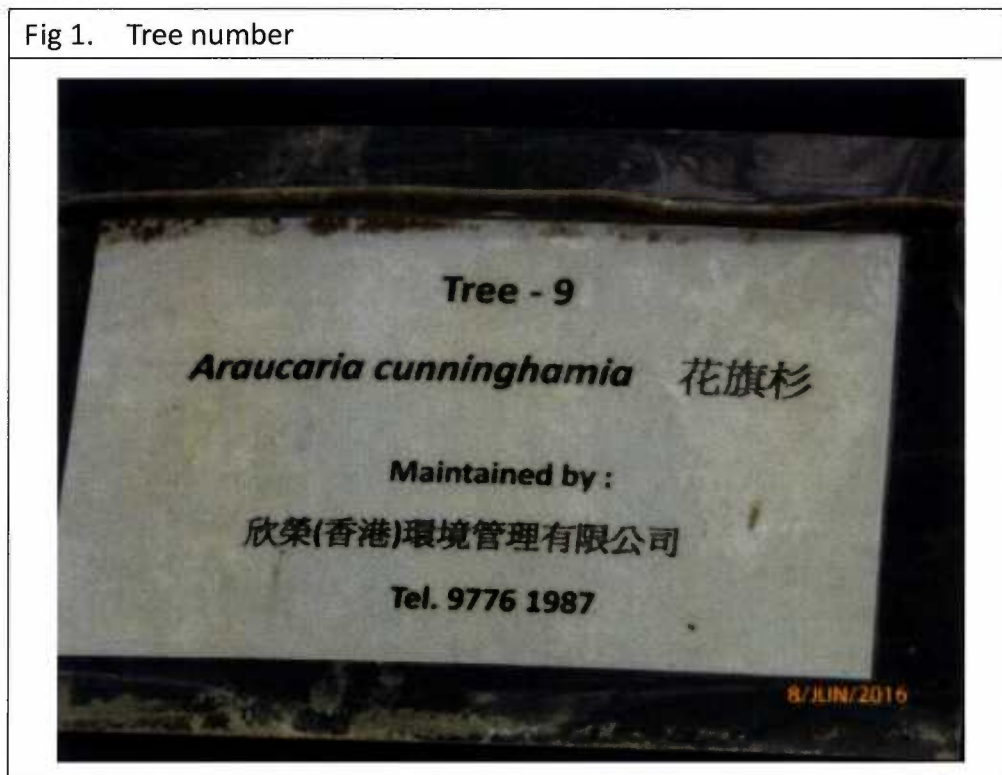 Fig 1. Tree number
Tree - 9
Araucaria cunninghamia 花旗杉
Maintained by :
欣榮(香港)環境管理有限公司
Tel. 9776 1987
8/JUN/2016